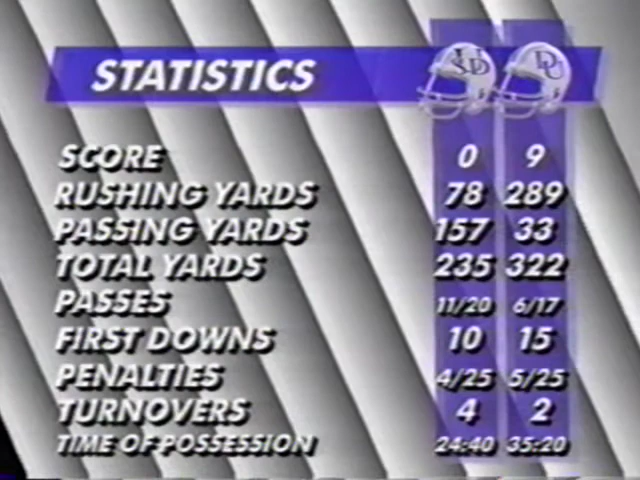 STATISTICS USD DU
SCORE 0 9
RUSHING YARDS 78 289
PASSING YARDS 157 33
TOTAL YARDS 235 322
PASSES 11/20 6/17
FIRST DOWNS 10 15
PENALTIES 4/25 5/25
TURNOVERS 4 2
TIME OF POSSESSION 24:40 35:20